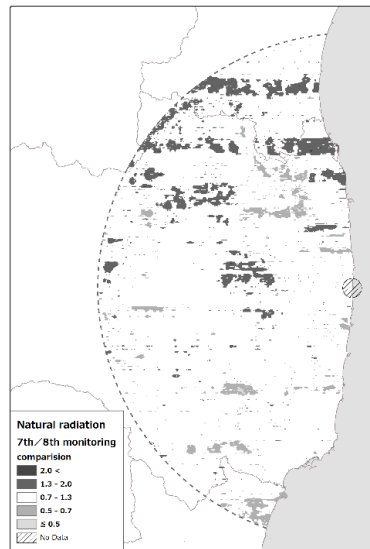 Natural radiation
7th/8th monitoring
comparision
2.0 <
1.3 - 2.0
0.7 - 1.3
0.5 - 0.7
≤ 0.5
No Data